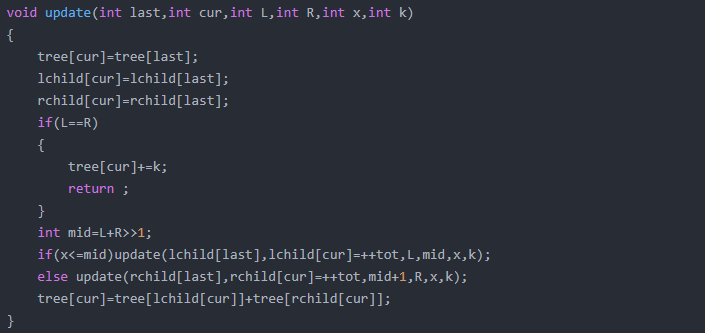 void update(int last,int cur,int L,int R,int x,int k)
{
    tree[cur]=tree[last];
    lchild[cur]=lchild[last];
    rchild[cur]=rchild[last];
    if(L==R)
    {
        tree[cur]+=k;
        return ;
    }
    int mid=L+R>>1;
    if(x<=mid)update(lchild[last],lchild[cur]=++tot,L,mid,x,k);
    else update(rchild[last],rchild[cur]=++tot,mid+1,R,x,k);
    tree[cur]=tree[lchild[cur]]+tree[rchild[cur]];
}